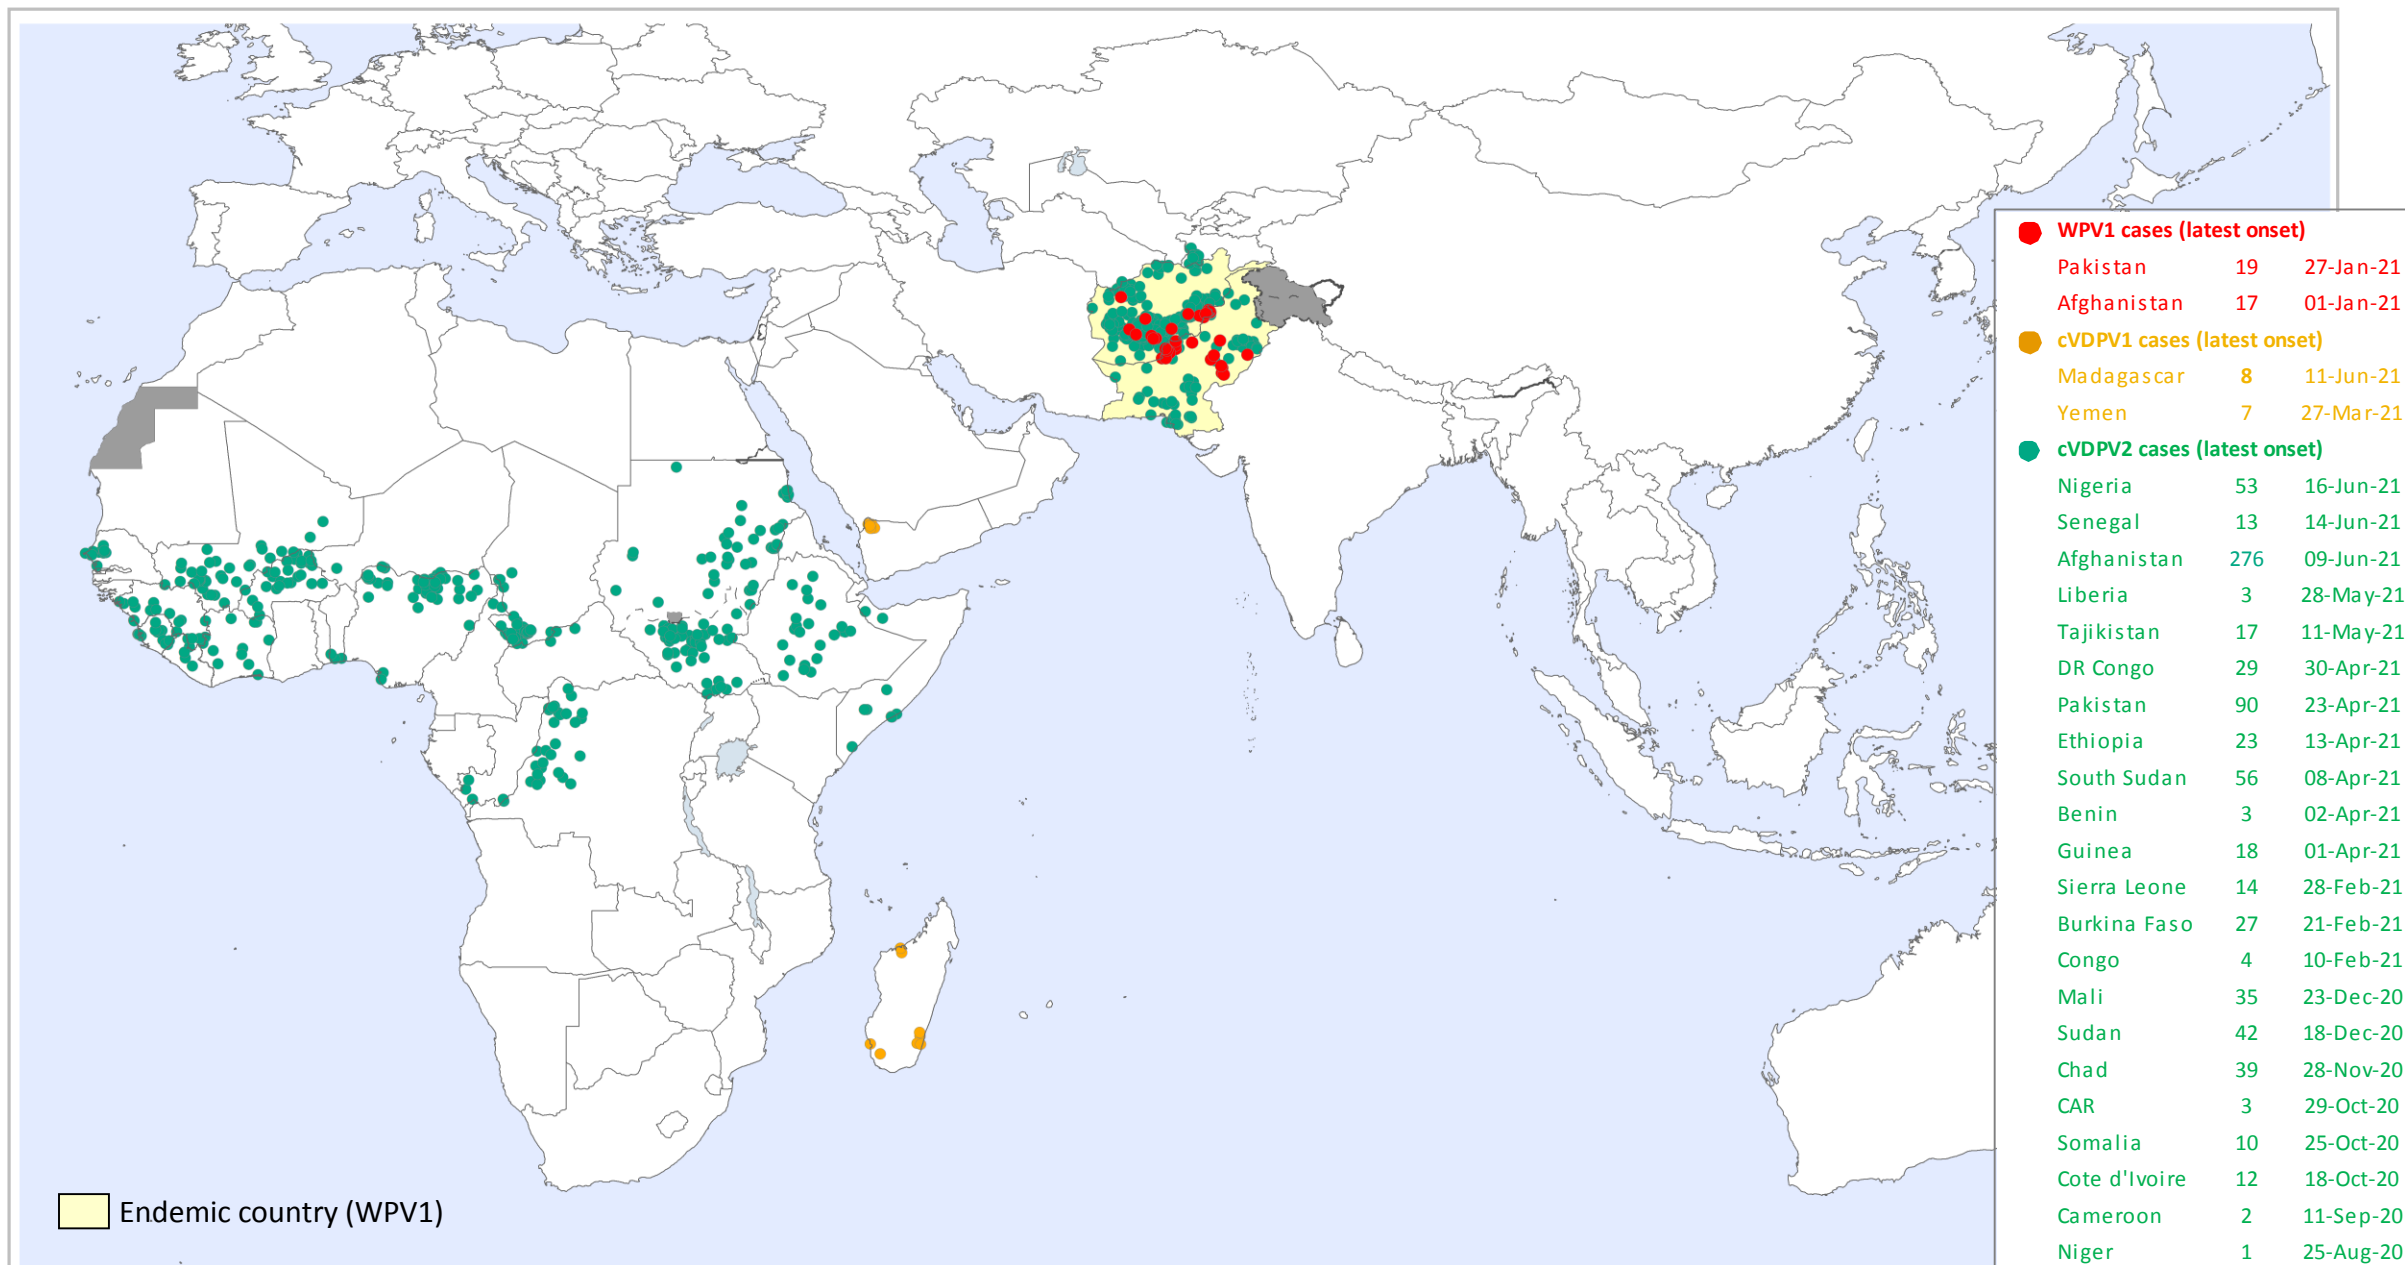 WPV1 cases (latest onset)
Pakistan 19 27-Jan-21
Afghanistan 17 01-Jan-21
cVDPV1 cases (latest onset)
Madagascar 8 11-Jun-21
Yemen 7 27-Mar-21
cVDPV2 cases (latest onset)
Nigeria 53 16-Jun-21
Senegal 13 14-Jun-21
Afghanistan 276 09-Jun-21
Liberia 3 28-May-21
Tajikistan 17 11-May-21
DR Congo 29 30-Apr-21
Pakistan 90 23-Apr-21
Ethiopia 23 13-Apr-21
South Sudan 56 08-Apr-21
Benin 3 02-Apr-21
Guinea 18 01-Apr-21
Sierra Leone 14 28-Feb-21
Burkina Faso 27 21-Feb-21
Congo 4 10-Feb-21
Mali 35 23-Dec-20
Sudan 42 18-Dec-20
Chad 39 28-Nov-20
CAR 3 29-Oct-20
Somalia 10 25-Oct-20
Cote d'Ivoire 12 18-Oct-20
Cameroon 2 11-Sep-20
Niger 1 25-Aug-20
Endemic country (WPV1)